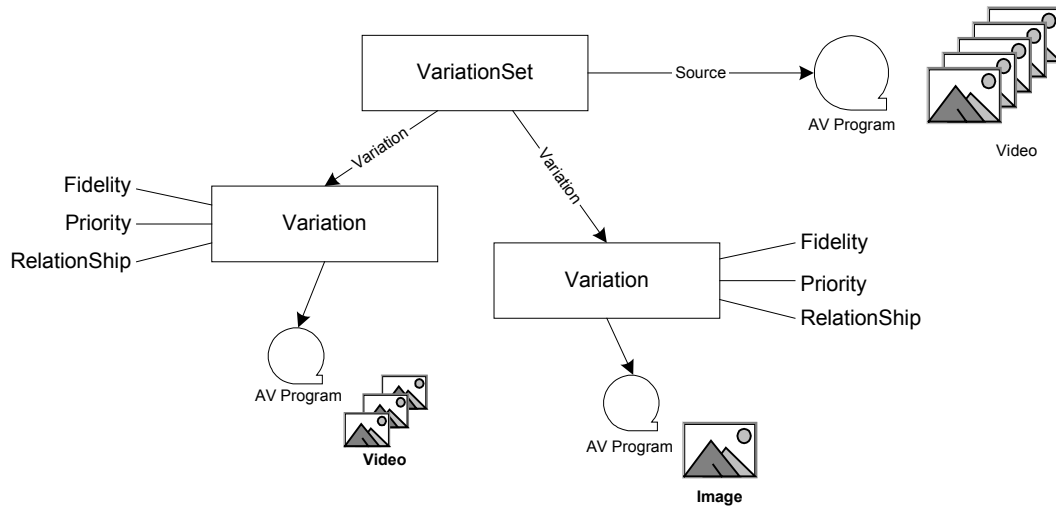 VariationSet
Source
AV Program
Video
Variation
Variation
Fidelity
Priority
RelationShip
Variation
Variation
Fidelity
Priority
RelationShip
AV Program
Video
AV Program
Image